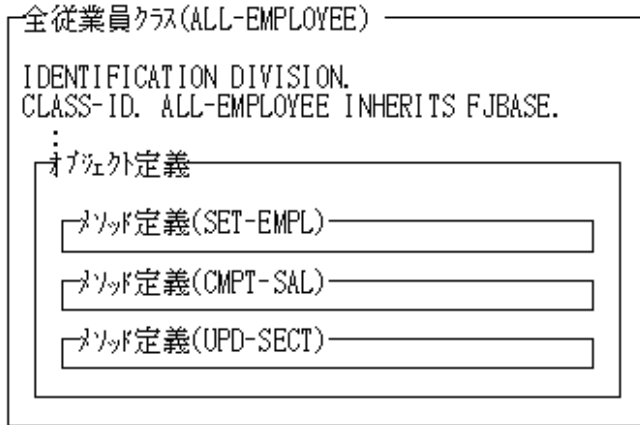 全従業員ｸﾗｽ(ALL-EMPLOYEE)
IDENTIFICATION DIVISION.
CLASS-ID. ALL-EMPLOYEE INHERITS FJBASE.
:
ｵﾌﾞｼﾞｪｸﾄ定義
ﾒｿｯﾄﾞ定義(SET-EMPL)
ﾒｿｯﾄﾞ定義(CMPT-SAL)
ﾒｿｯﾄﾞ定義(UPD-SECT)